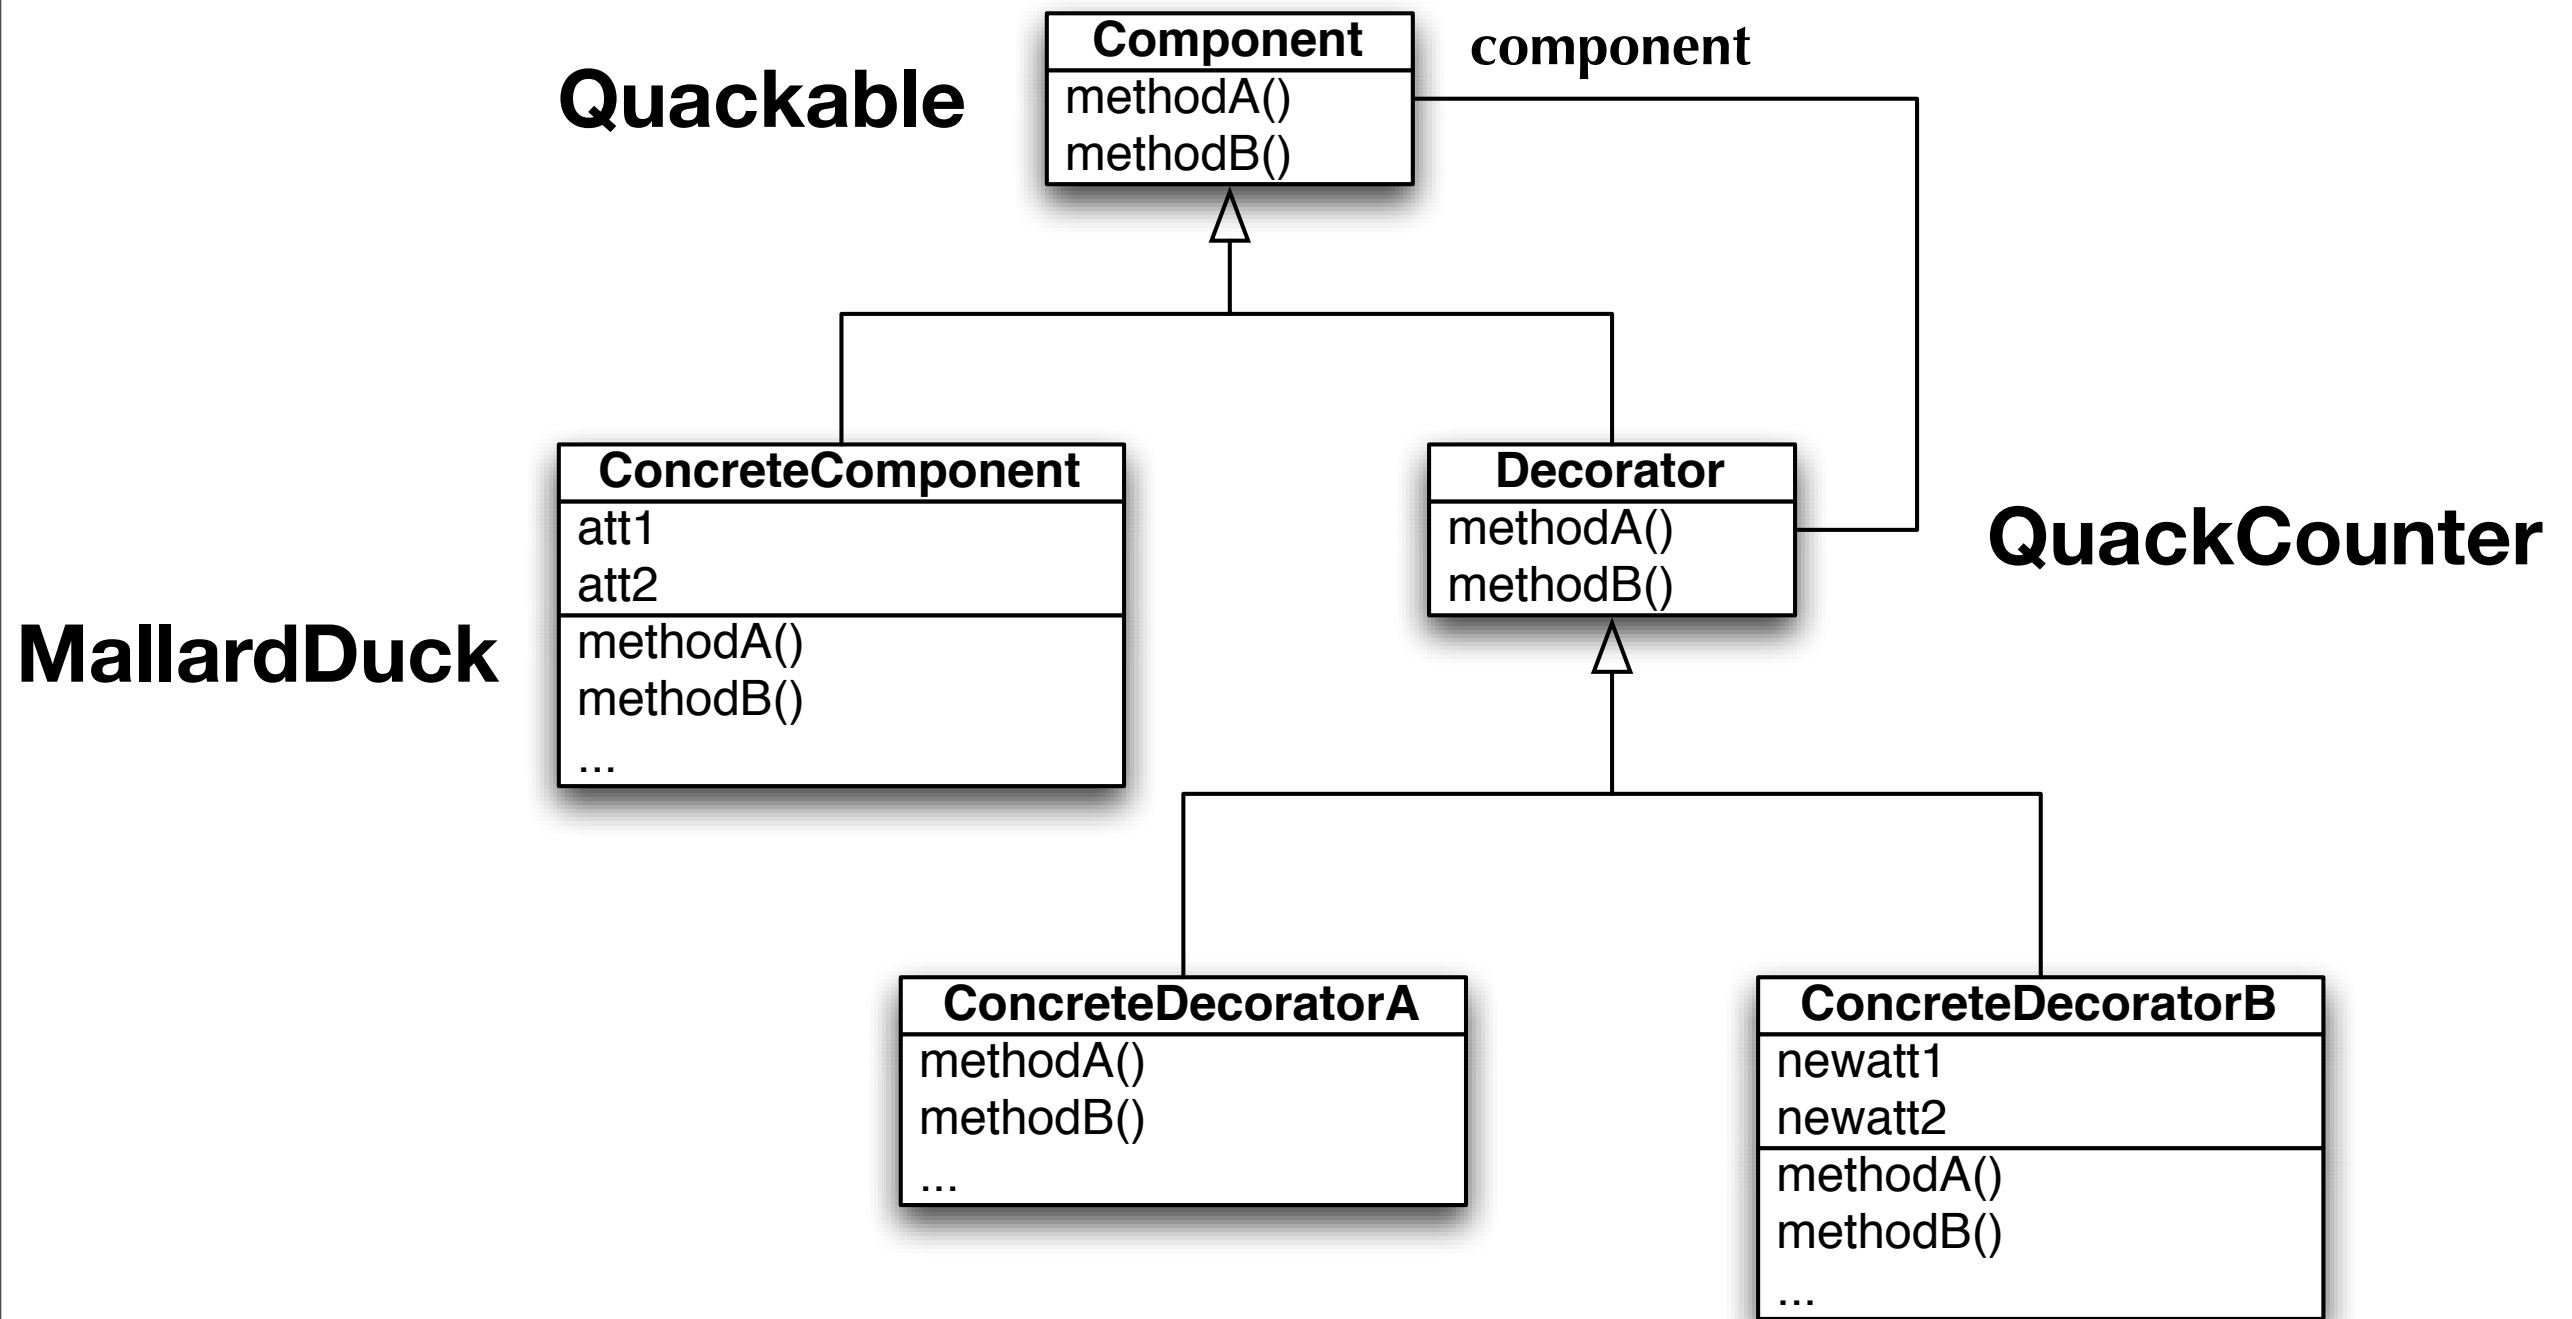 Component
component
Quackable
methodA()
methodB()
ConcreteComponent
att1
att2
methodA()
methodB()
...
MallardDuck
Decorator
methodA()
methodB()
QuackCounter
ConcreteDecoratorA
methodA()
methodB()
...
ConcreteDecoratorB
newatt1
newatt2
methodA()
methodB()
...